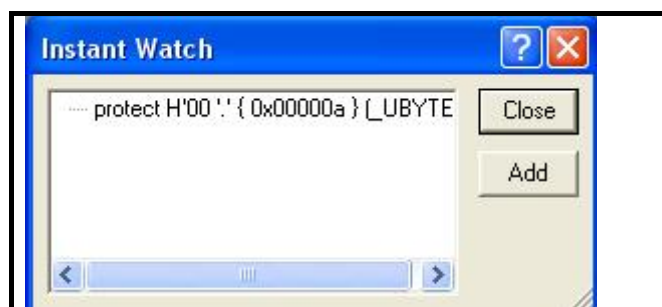 Instant Watch
protect H'00 '.' { 0x00000a } (_UBYTE
Close
Add